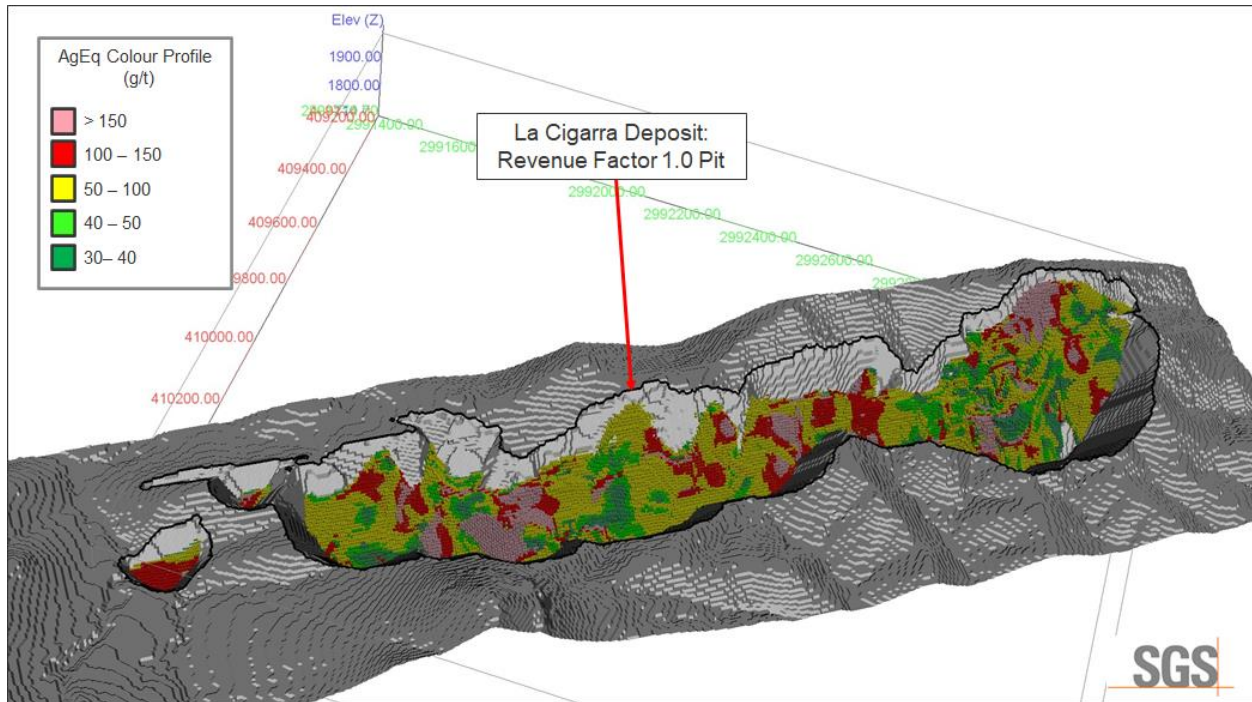 Elev (Z)
1900.00
1800.00
AgEq Colour Profile
(g/t)
> 150
100 – 150
50 – 100
40 – 50
30– 40
La Cigarra Deposit:
Revenue Factor 1.0 Pit
409200.00
2991400.00
409400.00
409600.00
9800.00
410000.00
410200.00
2991600
2992000.00
2992200.00
2992400.00
2992600.00
SGS